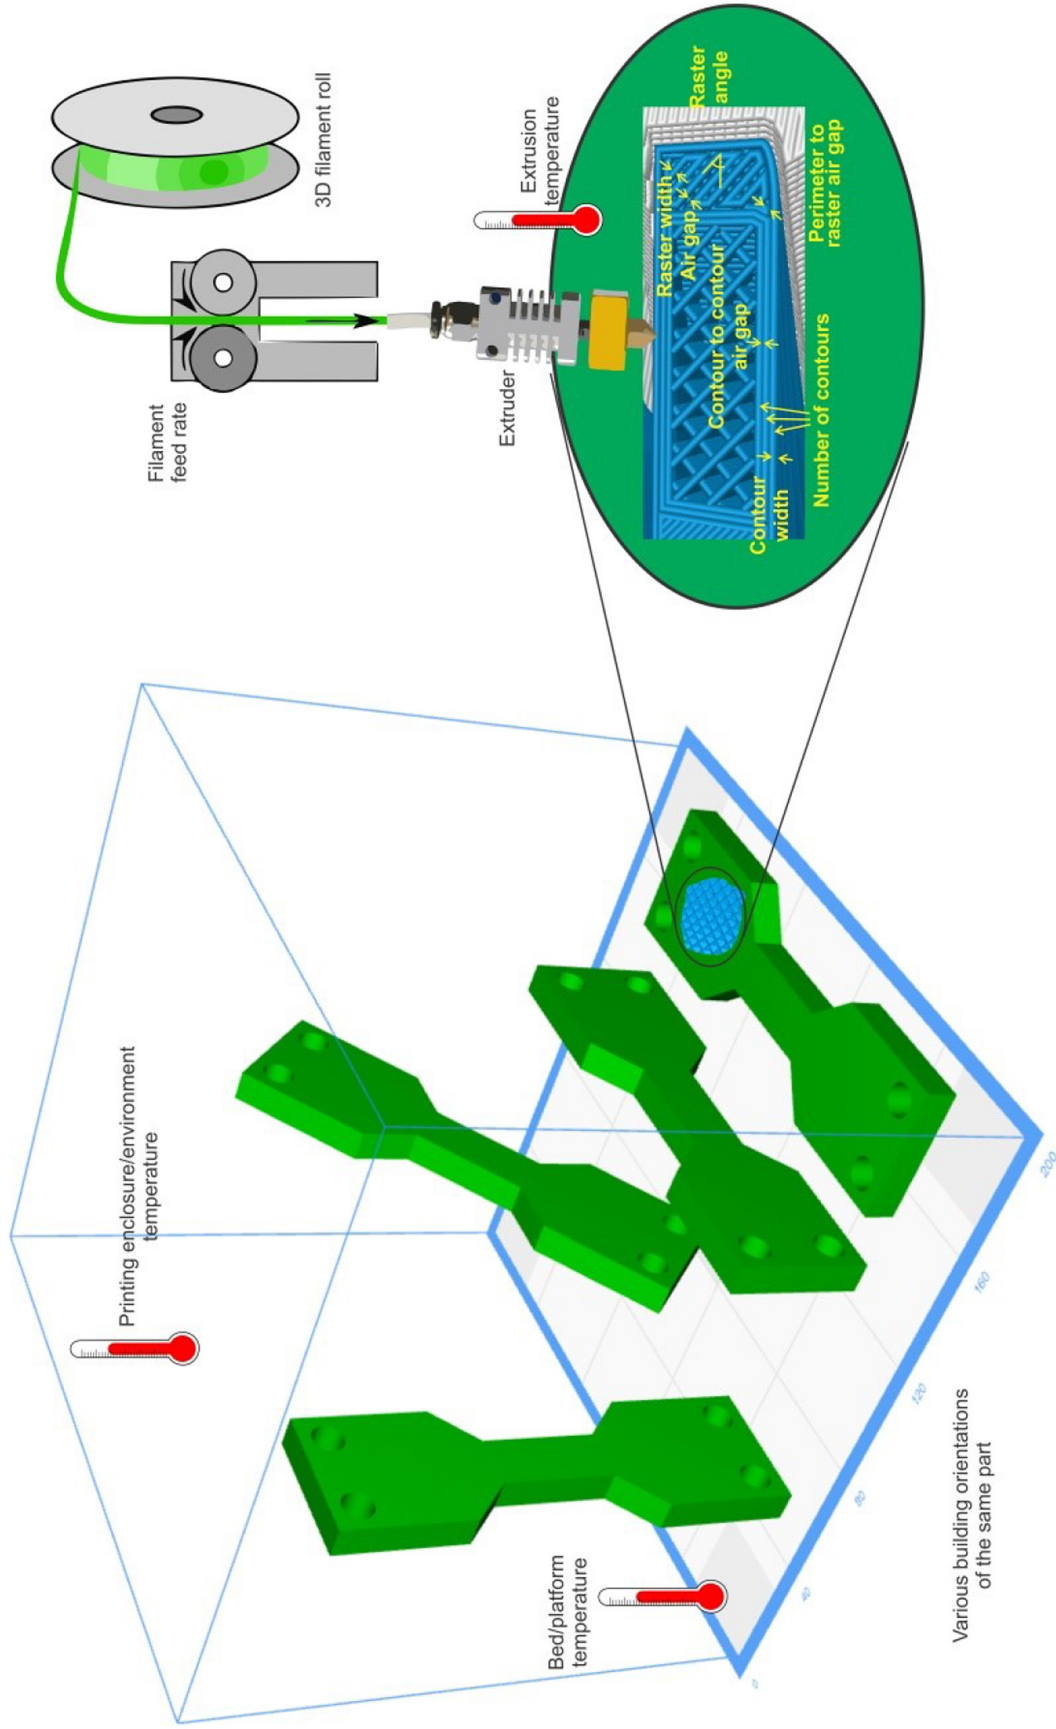 3D filament roll
Filament
feed rate
Extruder
Extrusion
temperature
Raster width
Air gap
Raster
angle
Contour to contour
air gap
Perimeter to
raster air gap
Contour
width
Number of contours
Printing enclosure/environment
temperature
Bed/platform
temperature
0
40
80
120
160
200
Various building orientations
of the same part